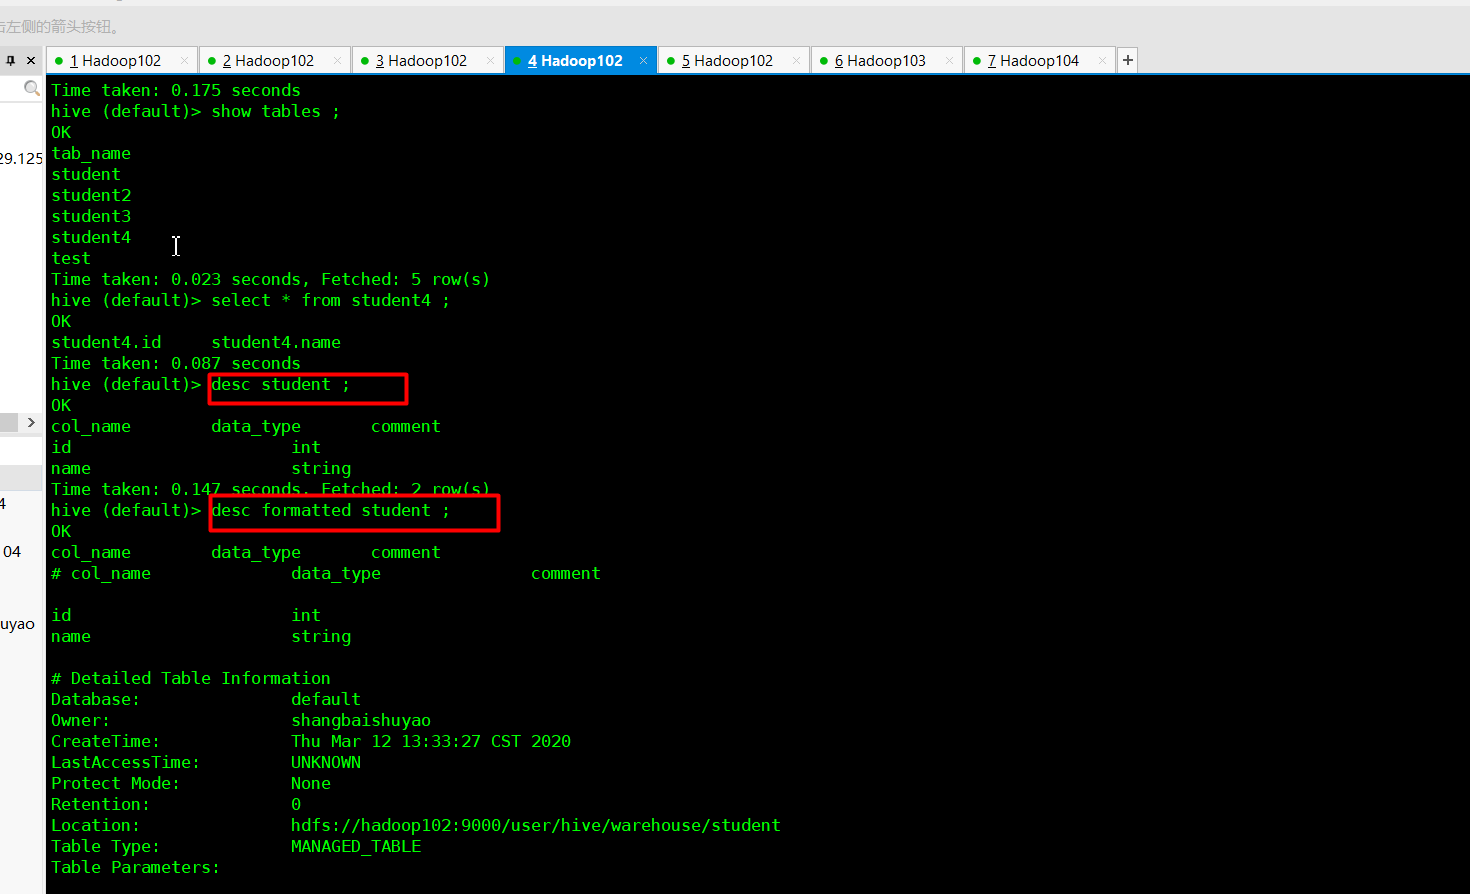 击左侧的箭头按钮。
1 Hadoop102
2 Hadoop102
3 Hadoop102
4 Hadoop102
5 Hadoop102
6 Hadoop103
7 Hadoop104
29.125
4
04
uyao
Time taken: 0.175 seconds
hive (default)> show tables ;
OK
tab_name
student
student2
student3
student4
test
Time taken: 0.023 seconds, Fetched: 5 row(s)
hive (default)> select * from student4 ;
OK
student4.id student4.name
Time taken: 0.087 seconds
hive (default)> desc student ;
OK
col_name data_type comment
id int
name string
Time taken: 0.147 seconds, Fetched: 2 row(s)
hive (default)> desc formatted student ;
OK
col_name data_type comment
# col_name data_type comment
id int
name string
# Detailed Table Information
Database: default
Owner: shangbaishuyao
CreateTime: Thu Mar 12 13:33:27 CST 2020
LastAccessTime: UNKNOWN
Protect Mode: None
Retention: 0
Location: hdfs://hadoop102:9000/user/hive/warehouse/student
Table Type: MANAGED_TABLE
Table Parameters: